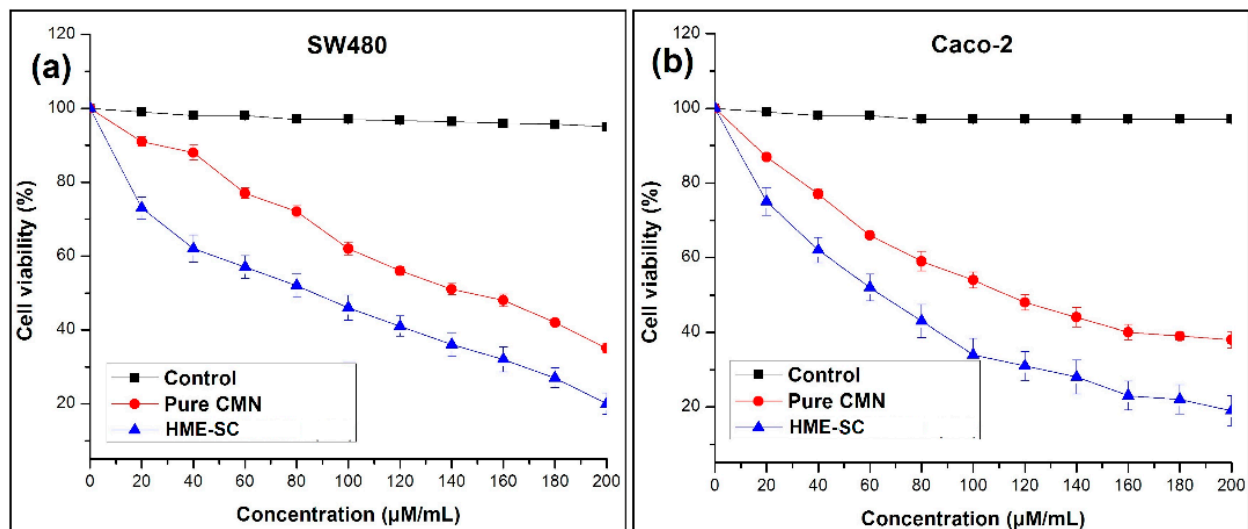 (a)
SW480
Cell viability (%)
120
100
80
60
40
20
0 20 40 60 80 100 120 140 160 180 200
Concentration (µM/mL)
Control
Pure CMN
HME-SC
(b)
Caco-2
Cell viability (%)
120
100
80
60
40
20
0 20 40 60 80 100 120 140 160 180 200
Concentration (µM/mL)
Control
Pure CMN
HME-SC